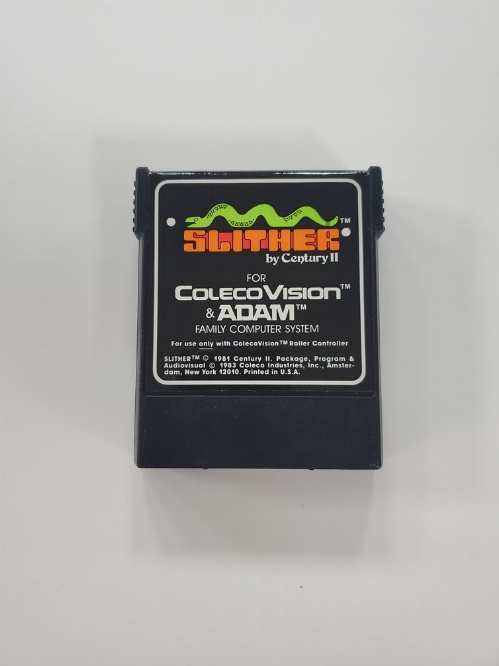 SLITHER™
by Century II
FOR
COLECOVISION™
& ADAM™
FAMILY COMPUTER SYSTEM
For use only with ColecoVision™ Roller Controller
SLITHER™ © 1981 Century II. Package, Program &
Audiovisual © 1983 Coleco Industries, Inc., Amster-
dam, New York 12010. Printed in U.S.A.